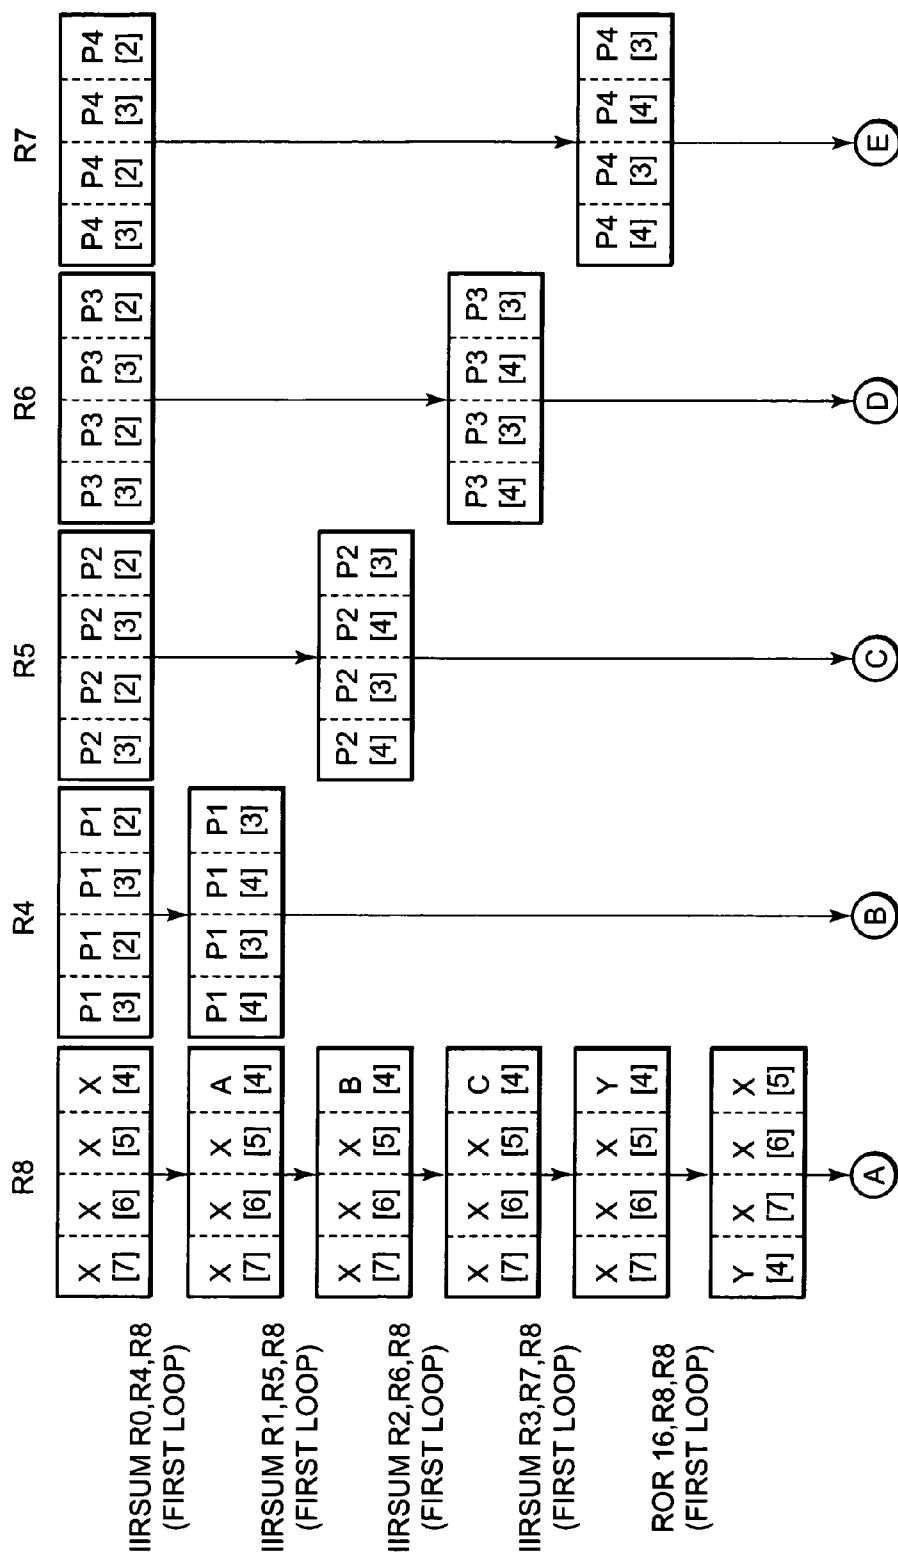 R8 R4 R5 R6 R7
X X X X P1 P1 P1 P1 P2 P2 P2 P2 P3 P3 P3 P3 P4 P4 P4 P4
[7] [6] [5] [4] [3] [2] [3] [2] [3] [2] [3] [2] [3] [2] [3] [2] [3] [2] [3] [2]
IIRSUM R0,R4,R8
(FIRST LOOP)
X X X A P1 P1 P1 P1
[7] [6] [5] [4] [4] [3] [4] [3]
IIRSUM R1,R5,R8
(FIRST LOOP)
X X X B P2 P2 P2 P2
[7] [6] [5] [4] [4] [3] [4] [3]
IIRSUM R2,R6,R8
(FIRST LOOP)
X X X C P3 P3 P3 P3
[7] [6] [5] [4] [4] [3] [4] [3]
IIRSUM R3,R7,R8
(FIRST LOOP)
X X X Y P4 P4 P4 P4
[7] [6] [5] [4] [4] [3] [4] [3]
ROR 16,R8,R8
(FIRST LOOP)
Y X X X
[4] [7] [6] [5]
A B C D E